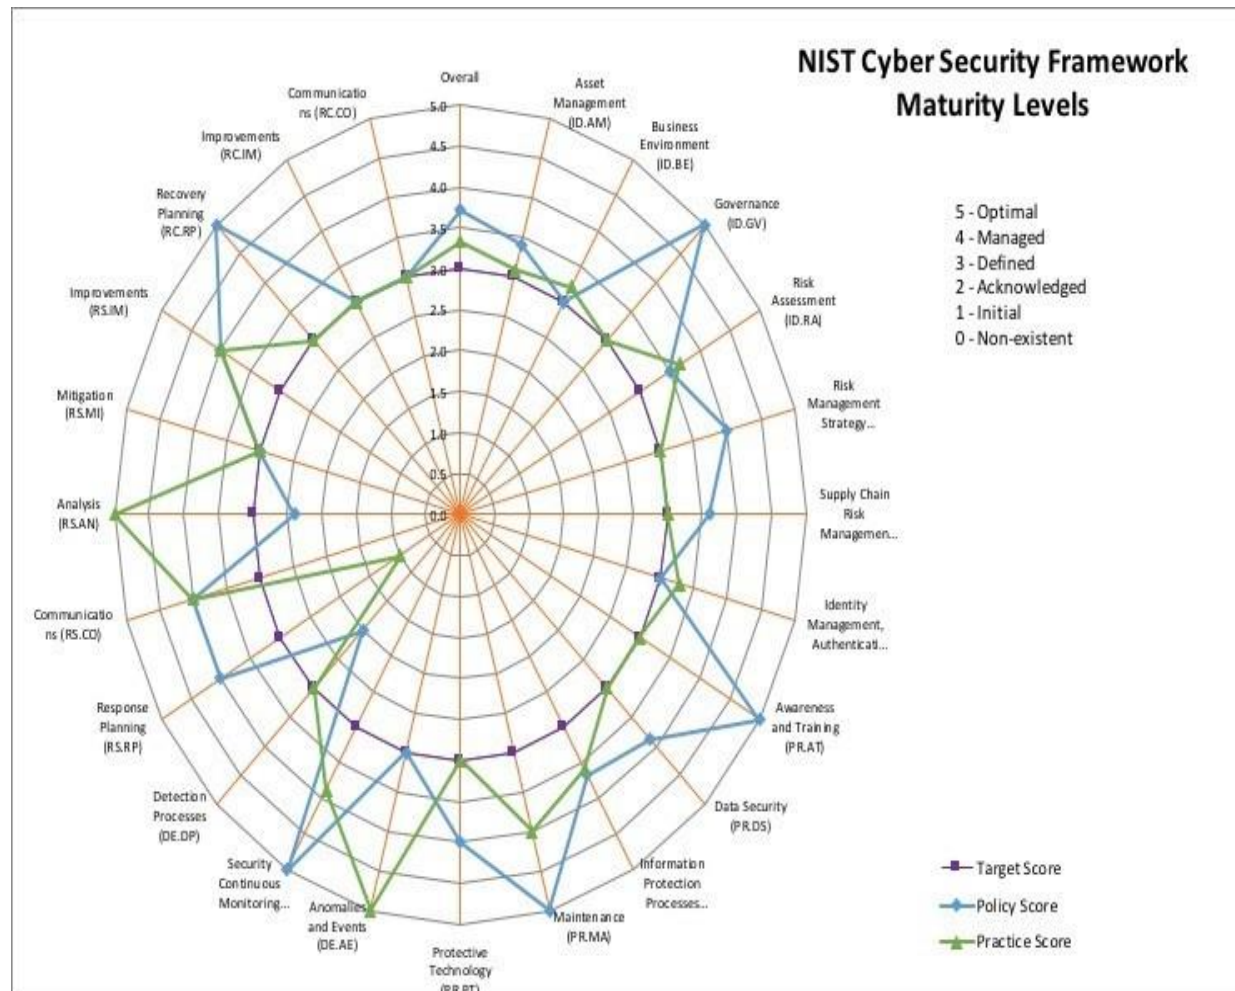 NIST Cyber Security Framework
Maturity Levels
5 - Optimal
4 - Managed
3 - Defined
2 - Acknowledged
1 - Initial
0 - Non-existent
Overall
Asset
Management
(ID.AM)
Business
Environment
(ID.BE)
Governance
(ID.GV)
Risk
Assessment
(ID.RA)
Risk
Management
Strategy...
Supply Chain
Risk
Managemen...
Identity
Management,
Authenticati...
Awareness
and Training
(PR.AT)
Data Security
(PR.DS)
Information
Protection
Processes...
Maintenance
(PR.MA)
Protective
Technology
(PR.PT)
Anomalies
and Events
(DE.AE)
Security
Continuous
Monitoring...
Detection
Processes
(DE.DP)
Response
Planning
(RS.RP)
Communicatio
ns (RS.CO)
Analysis
(RS.AN)
Mitigation
(RS.MI)
Improvements
(RS.IM)
Recovery
Planning
(RC.RP)
Improvements
(RC.IM)
Communicatio
ns (RC.CO)
5.0
4.5
4.0
3.5
3.0
2.5
2.0
1.5
1.0
0.5
0.0
Target Score
Policy Score
Practice Score